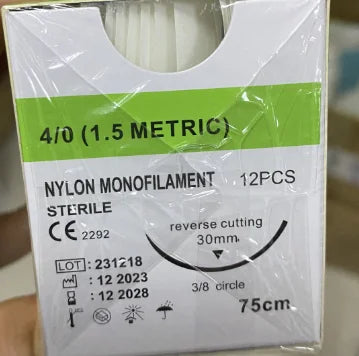 4/0 (1.5 METRIC)
NYLON MONOFILAMENT 12PCS
STERILE
CE 2292
reverse cutting
30mm
LOT : 231218
: 12 2023
: 12 2028
3/8 circle
75cm